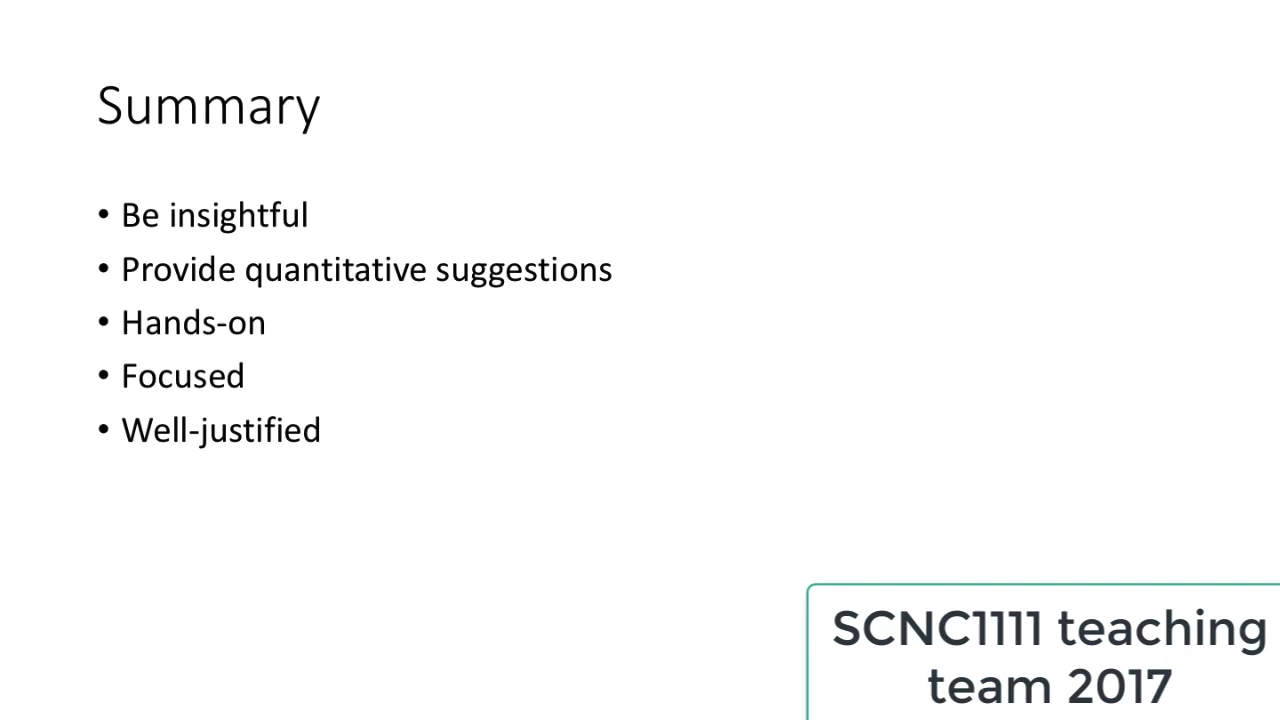 Summary
• Be insightful
• Provide quantitative suggestions
• Hands-on
• Focused
• Well-justified
SCNC1111 teaching
team 2017